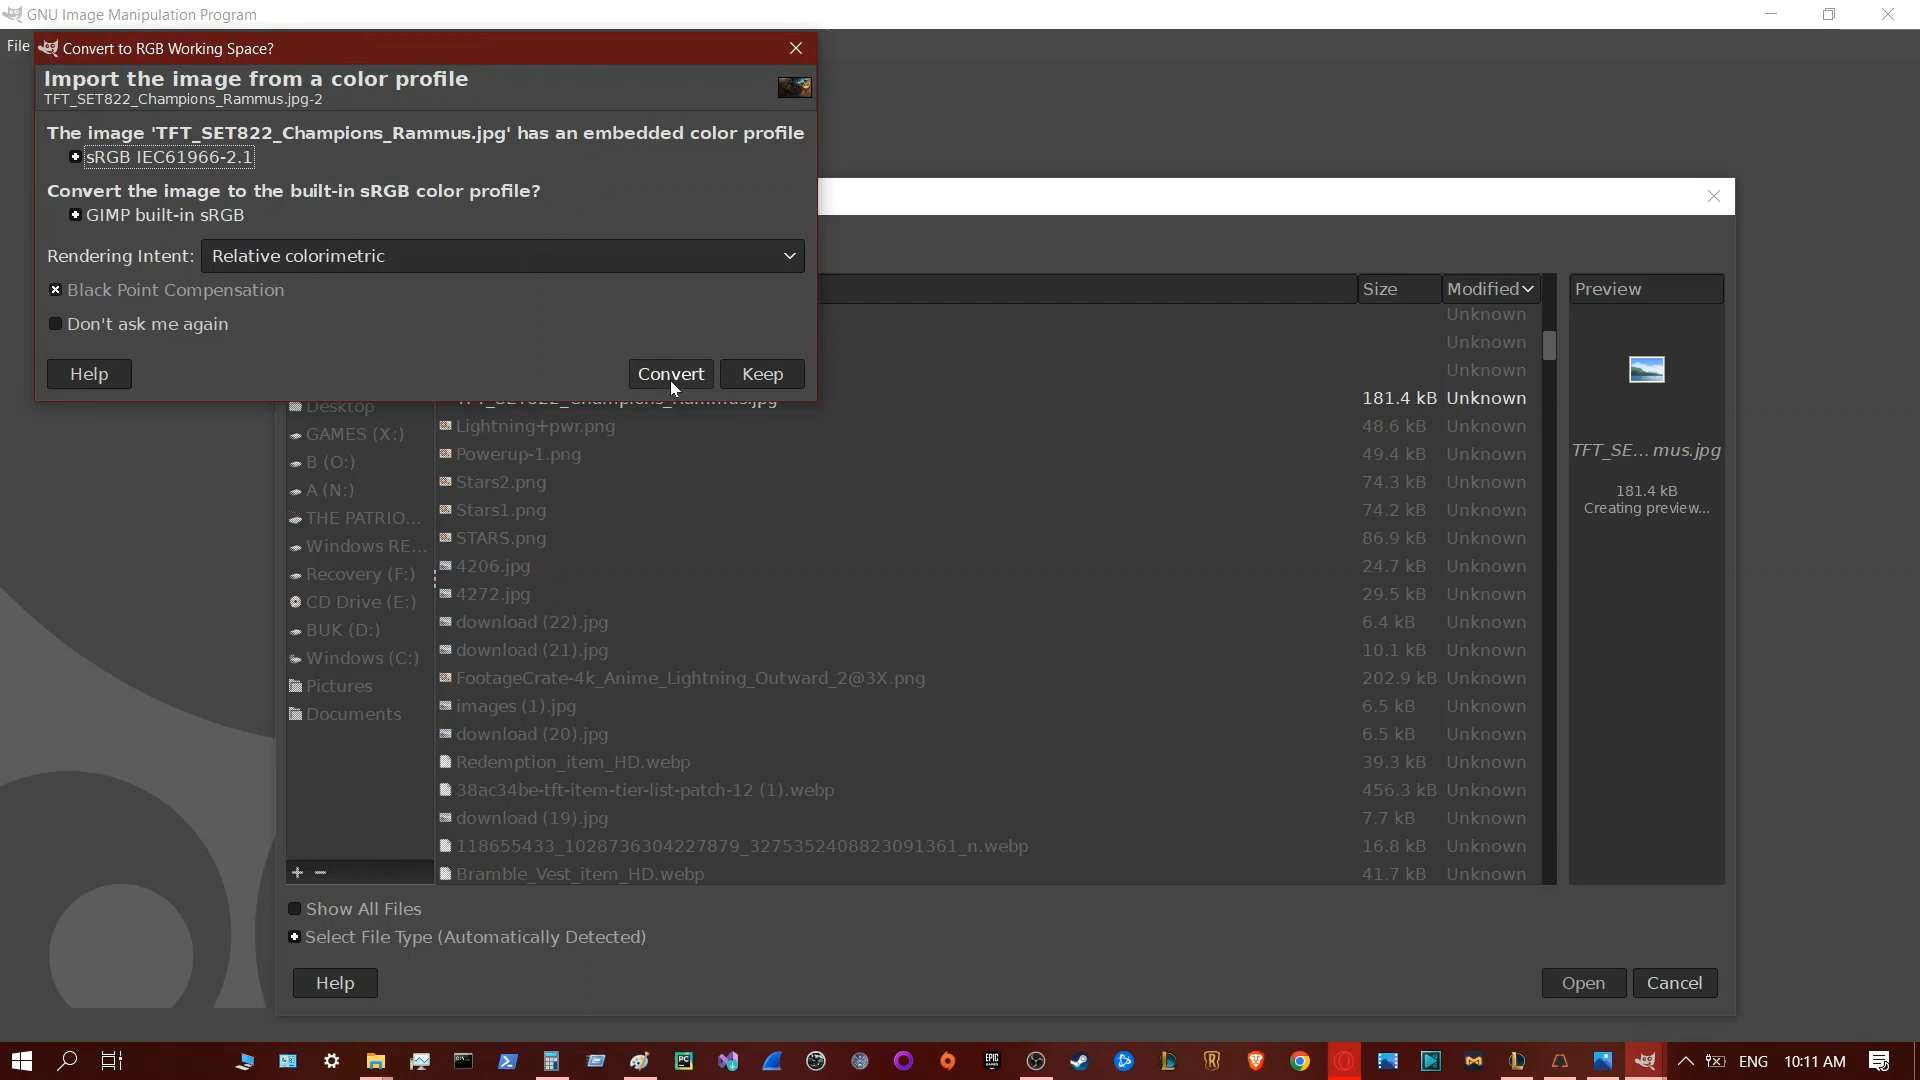 GNU Image Manipulation Program
File
Convert to RGB Working Space?
Import the image from a color profile
TFT_SET822_Champions_Rammus.jpg-2
The image 'TFT_SET822_Champions_Rammus.jpg' has an embedded color profile
sRGB IEC61966-2.1
Convert the image to the built-in sRGB color profile?
GIMP built-in sRGB
Rendering Intent: Relative colorimetric
Black Point Compensation
Don't ask me again
Help Convert Keep
Size Modified Preview
Unknown
Unknown
Unknown
TFT_SET822_Champions_Rammus.jpg 181.4 kB Unknown
Desktop
GAMES (X:)
B (O:)
A (N:)
THE PATRIO...
Windows RE...
Recovery (F:)
CD Drive (E:)
BUK (D:)
Windows (C:)
Pictures
Documents
Lightning+pwr.png 48.6 kB Unknown
Powerup-1.png 49.4 kB Unknown
Stars2.png 74.3 kB Unknown
Stars1.png 74.2 kB Unknown
STARS.png 86.9 kB Unknown
4206.jpg 24.7 kB Unknown
4272.jpg 29.5 kB Unknown
download (22).jpg 6.4 kB Unknown
download (21).jpg 10.1 kB Unknown
FootageCrate-4k_Anime_Lightning_Outward_2@3X.png 202.9 kB Unknown
images (1).jpg 6.5 kB Unknown
download (20).jpg 6.5 kB Unknown
Redemption_item_HD.webp 39.3 kB Unknown
38ac34be-tft-item-tier-list-patch-12 (1).webp 456.3 kB Unknown
download (19).jpg 7.7 kB Unknown
118655433_1028736304227879_3275352408823091361_n.webp 16.8 kB Unknown
Bramble_Vest_item_HD.webp 41.7 kB Unknown
TFT_SE... mus.jpg
181.4 kB
Creating preview...
Show All Files
Select File Type (Automatically Detected)
Help Open Cancel
ENG 10:11 AM